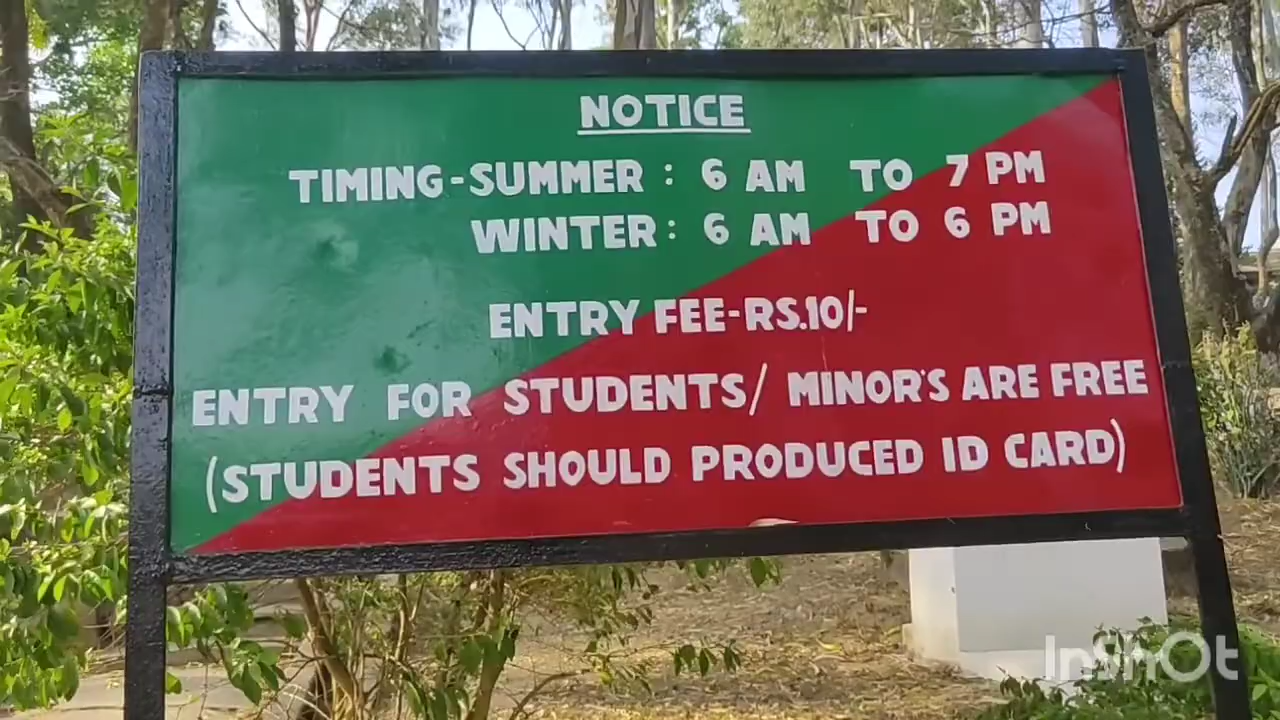 NOTICE
TIMING-SUMMER : 6 AM TO 7 PM
WINTER : 6 AM TO 6 PM
ENTRY FEE-RS.10/-
ENTRY FOR STUDENTS/ MINOR'S ARE FREE
(STUDENTS SHOULD PRODUCED ID CARD)
InShOt